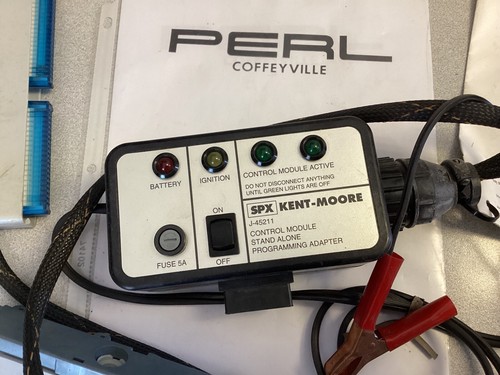 PERL
COFFEYVILLE
BATTERY
IGNITION
CONTROL MODULE ACTIVE
DO NOT DISCONNECT ANYTHING
UNTIL GREEN LIGHTS ARE OFF
ON
OFF
FUSE 5A
SPX KENT-MOORE
J-45211
CONTROL MODULE
STAND ALONE
PROGRAMMING ADAPTER